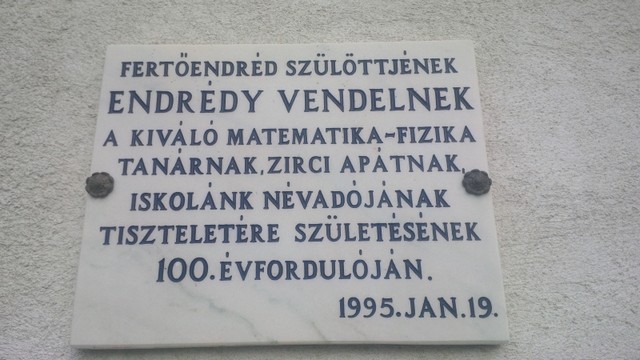 FERTŐENDRÉD SZÜLÖTTJÉNEK
ENDRÉDY VENDELNEK
A KIVÁLÓ MATEMATIKA-FIZIKA
TANÁRNAK, ZIRCI APÁTNAK,
ISKOLÁNK NÉVADÓJÁNAK
TISZTELETÉRE SZÜLETÉSÉNEK
100. ÉVFORDULÓJÁN.
1995. JAN. 19.